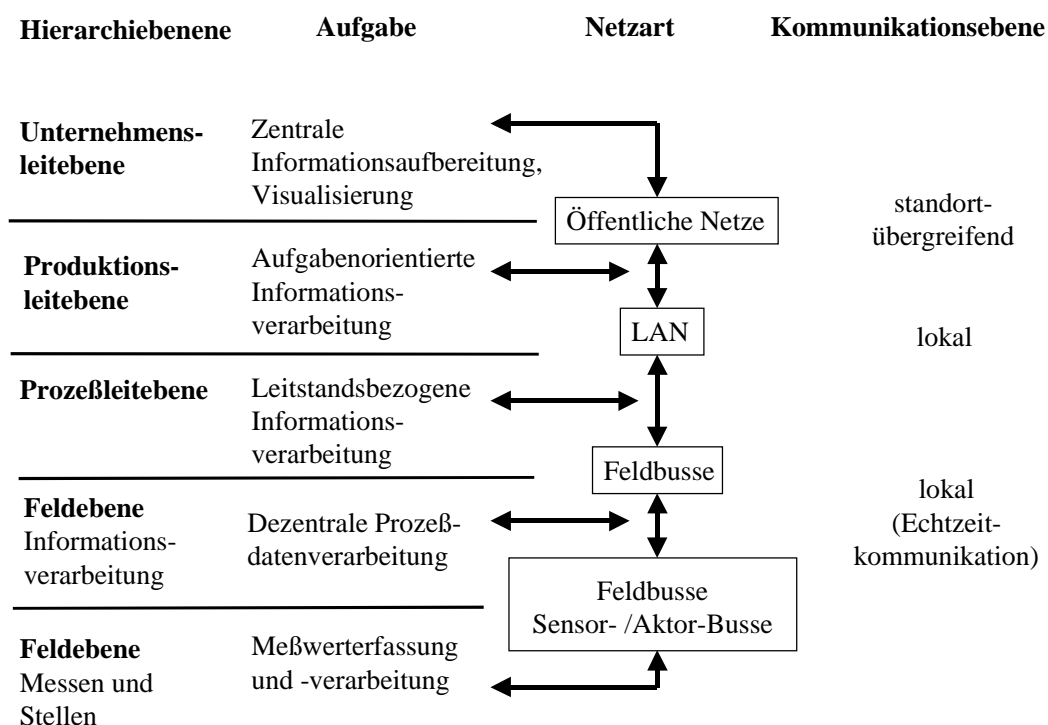 Hierarchiebenene Aufgabe Netzart Kommunikationsebene
Unternehmens-
leitebene
Zentrale
Informationsaufbereitung,
Visualisierung
Öffentliche Netze
standort-
übergreifend
Produktions-
leitebene
Aufgabenorientierte
Informations-
verarbeitung
LAN
lokal
Prozeßleitebene
Leitstandsbezogene
Informations-
verarbeitung
Feldbusse
Feldebene
Informations-
verarbeitung
Dezentrale Prozeß-
datenverarbeitung
lokal
(Echtzeit-
kommunikation)
Feldbusse
Sensor- /Aktor-Busse
Feldebene
Messen und
Stellen
Meßwerterfassung
und -verarbeitung